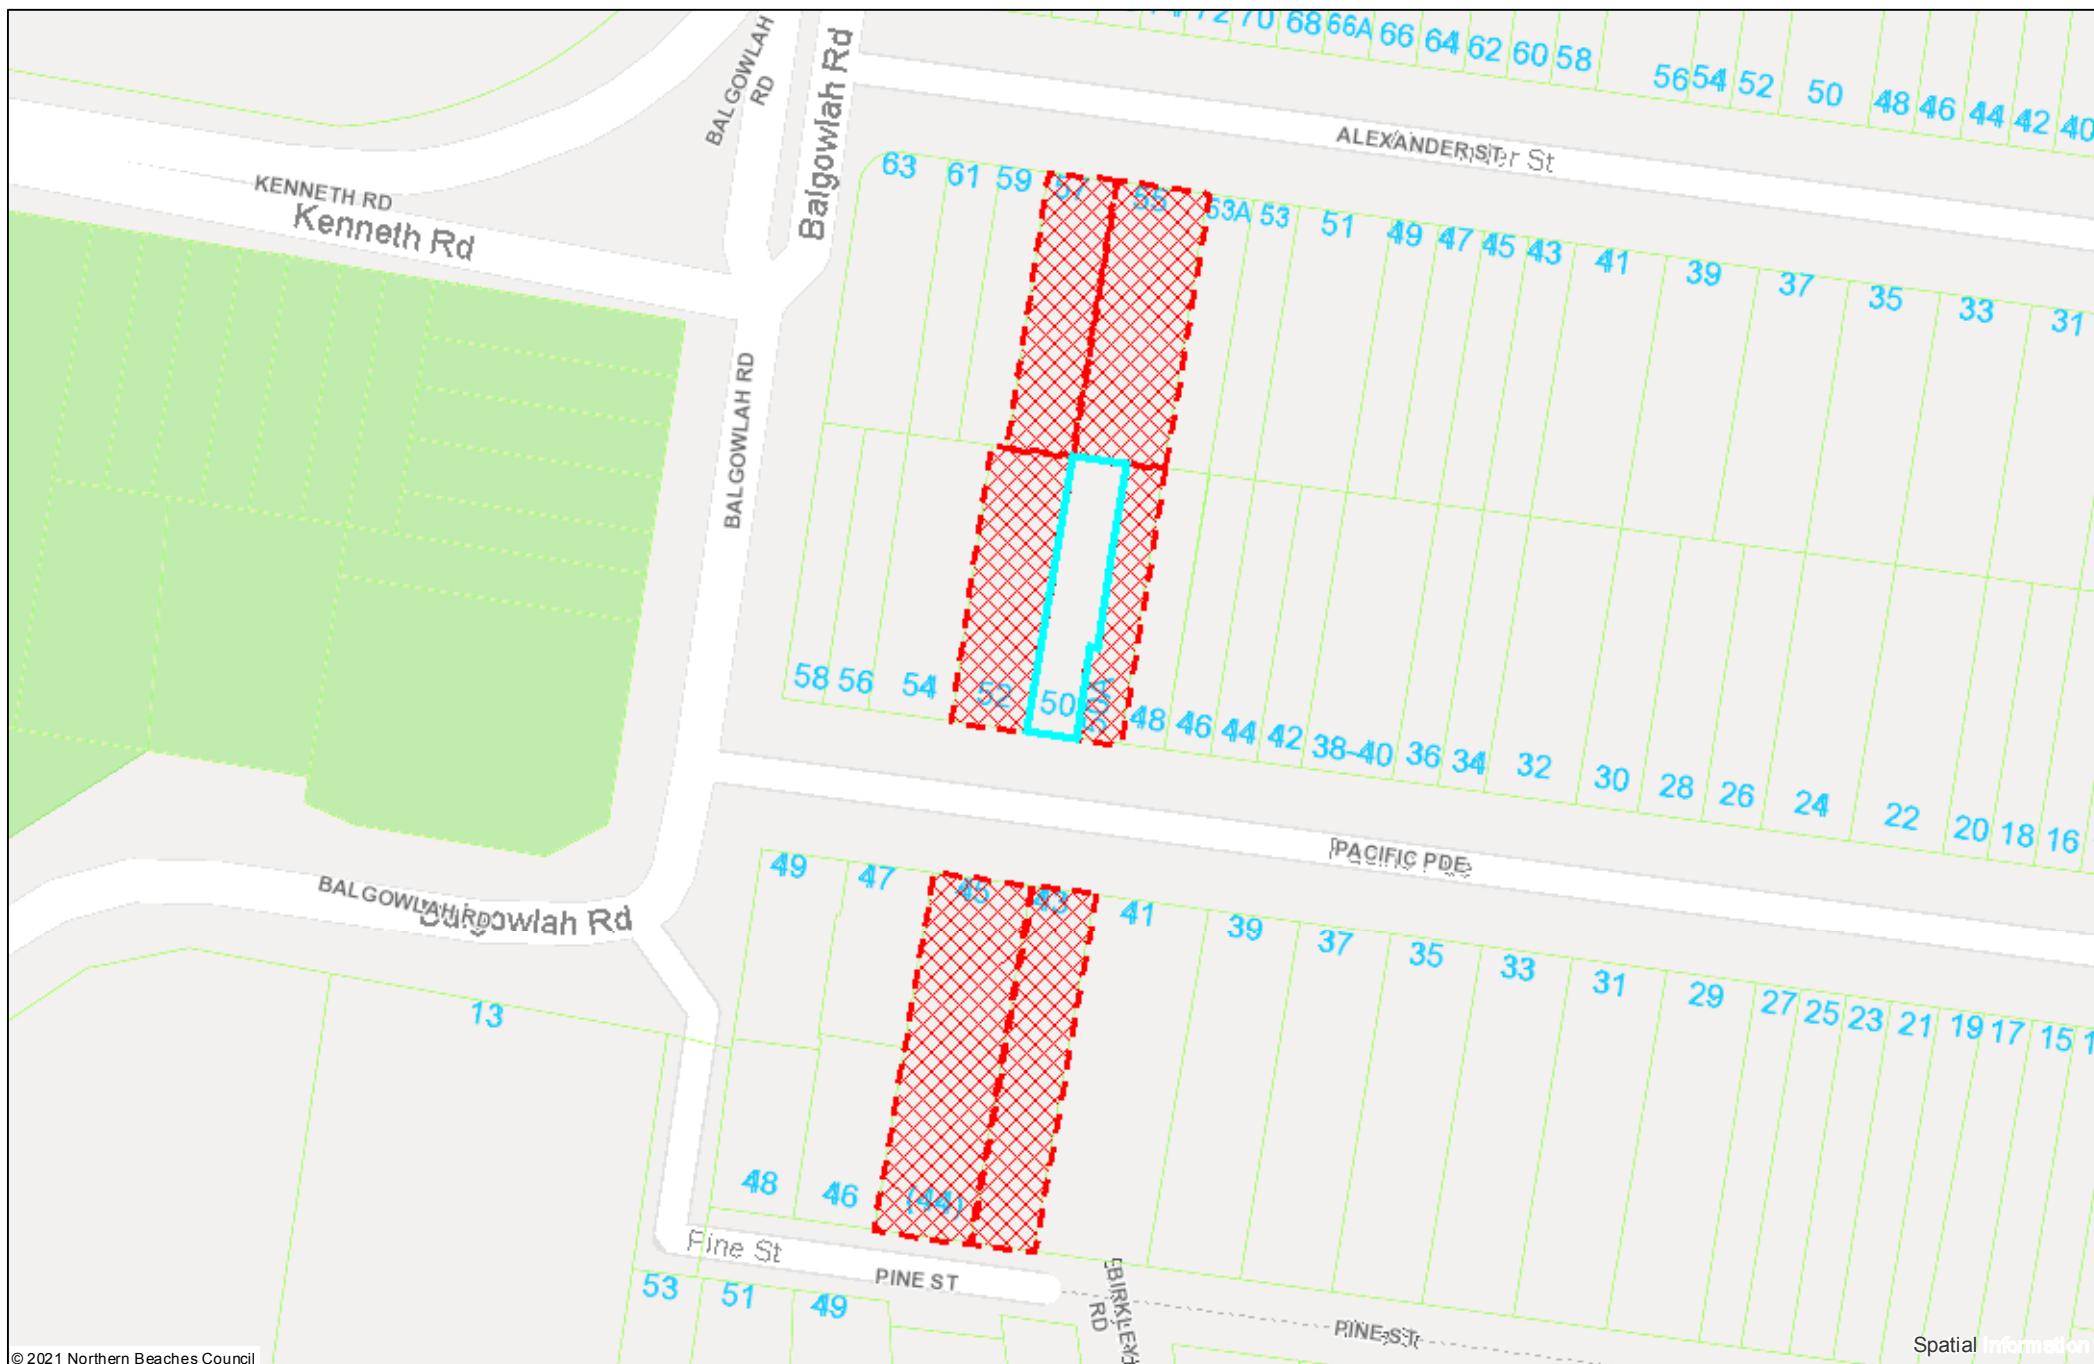 72 70 68 66A 66 64 62 60 58 56 54 52 50 48 46 44 42 40
BALGOWLAH
RD
Balgowlah Rd
ALEXANDER ST
St
KENNETH RD
Kenneth Rd
63 61 59 57 55 53A 53 51 49 47 45 43 41 39 37 35 33 31
BALGOWLAH RD
58 56 54 52 50 48 46 44 42 38-40 36 34 32 30 28 26 24 22 20 18 16
PACIFIC PDE
49 47 45 43 41 39 37 35 33 31 29 27 25 23 21 19 17 15
BALGOWLAH RD
Balgowlah Rd
13
48 46 (44)
Pine St
PINE ST
53 51 49
BIRKLEY
RD
PINE ST
Spatial Information
© 2021 Northern Beaches Council